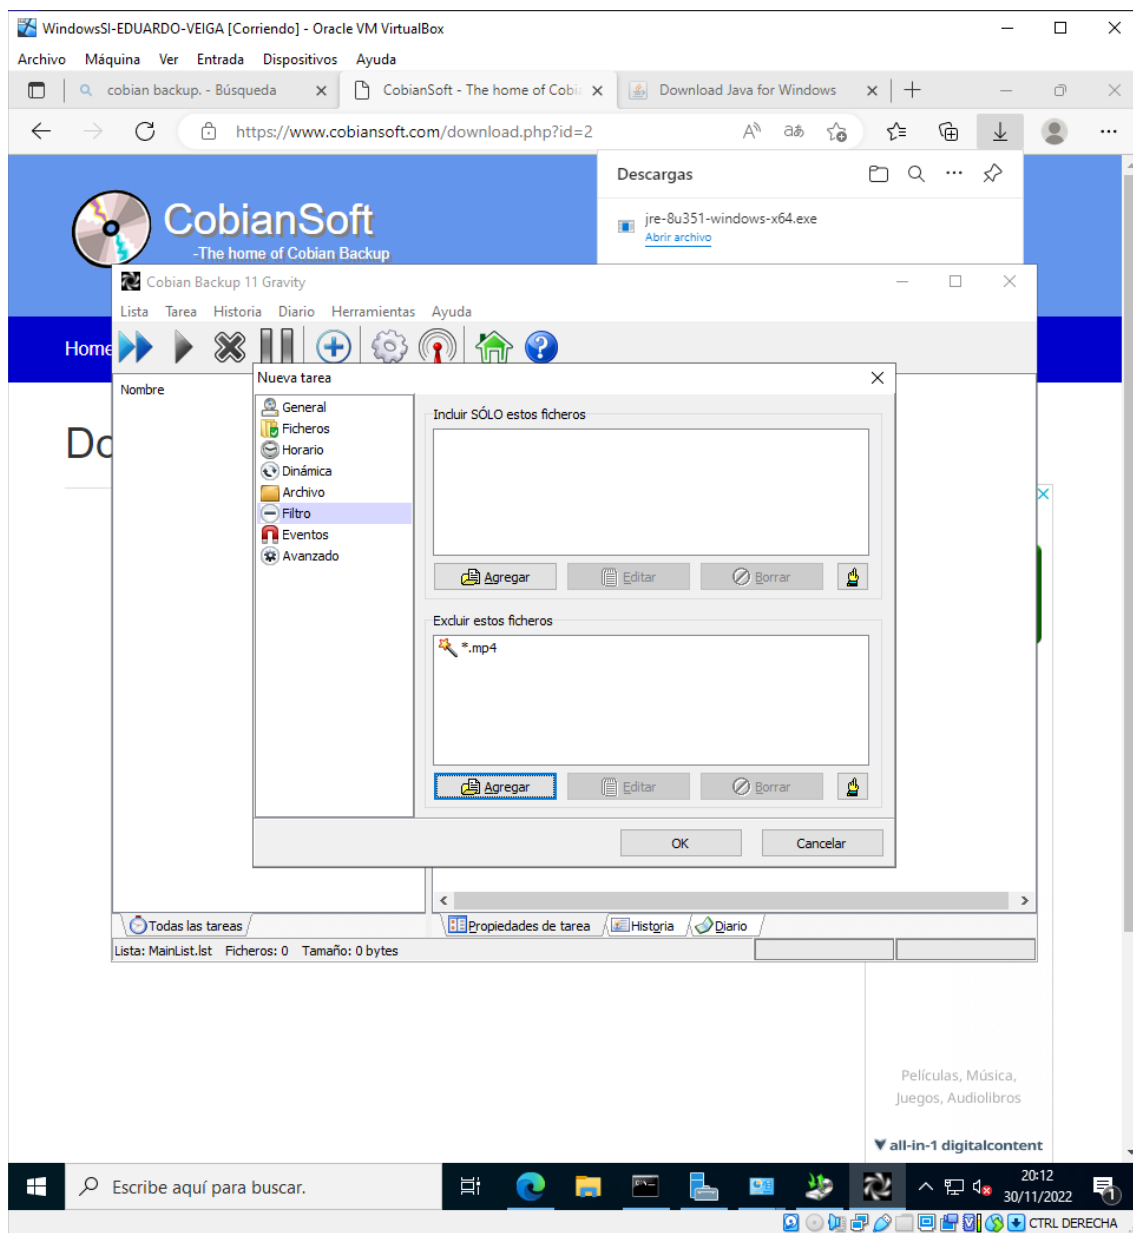 WindowsSI-EDUARDO-VEIGA [Corriendo] - Oracle VM VirtualBox
Archivo Máquina Ver Entrada Dispositivos Ayuda
cobian backup. - Búsqueda
CobianSoft - The home of Cobi
Download Java for Windows
https://www.cobiansoft.com/download.php?id=2
Descargas
jre-8u351-windows-x64.exe
Abrir archivo
CobianSoft
-The home of Cobian Backup
Cobian Backup 11 Gravity
Lista Tarea Historia Diario Herramientas Ayuda
Home
Nombre
Do
Nueva tarea
General
Ficheros
Horario
Dinámica
Archivo
Filtro
Eventos
Avanzado
Incluir SÓLO estos ficheros
Agregar Editar Borrar
Excluir estos ficheros
*.mp4
Agregar Editar Borrar
OK Cancelar
Todas las tareas
Propiedades de tarea Historia Diario
Lista: MainList.lst Ficheros: 0 Tamaño: 0 bytes
Películas, Música,
Juegos, Audiolibros
all-in-1 digitalcontent
Escribe aquí para buscar.
20:12
30/11/2022
1
CTRL DERECHA